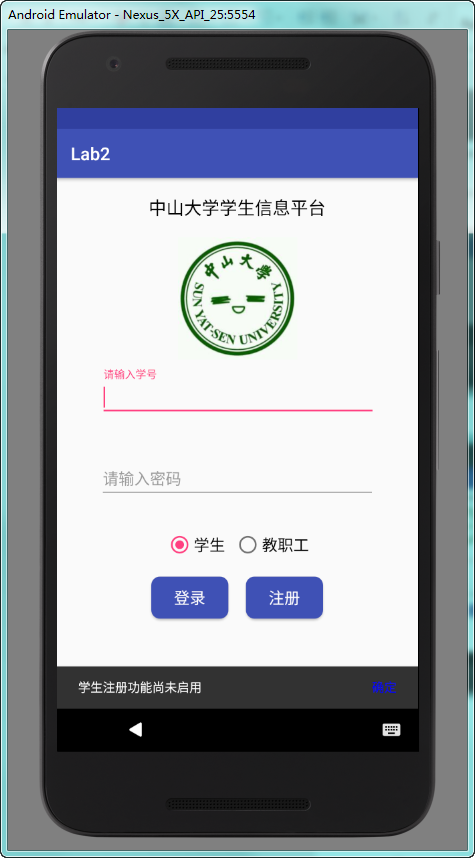 Android Emulator - Nexus_5X_API_25:5554
Lab2
中山大学学生信息平台
中山大学
SUN YAT-SEN UNIVERSITY
请输入学号
请输入密码
学生 教职工
登录 注册
学生注册功能尚未启用 确定